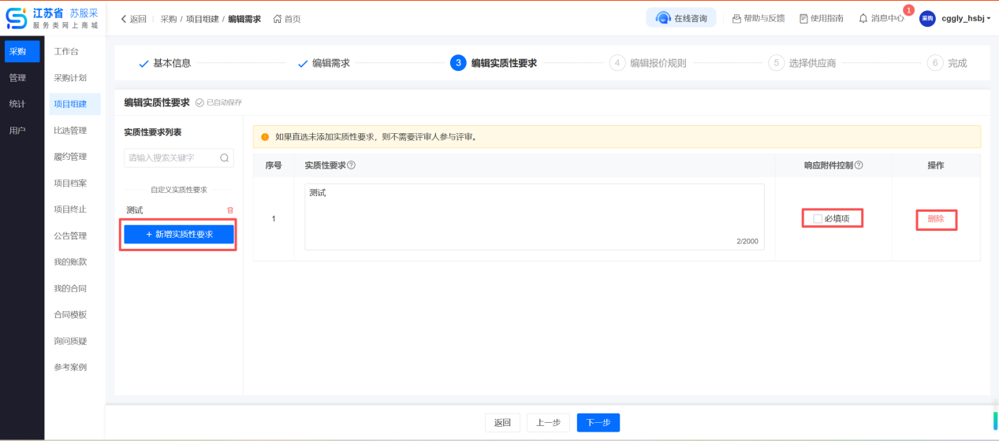 江苏省 苏服采
服务类网上商城
返回 采购 / 项目组建 / 编辑需求 首页
在线咨询 帮助与反馈 使用指南 消息中心 1 采购 cggly_hsbj
采购
管理
统计
用户
工作台
采购计划
项目组建
比选管理
履约管理
项目档案
项目终止
公告管理
我的账款
我的合同
合同模板
询问质疑
参考案例
基本信息 编辑需求 3 编辑实质性要求 4 编辑报价规则 5 选择供应商 6 完成
编辑实质性要求 已自动保存
实质性要求列表
请输入搜索关键字
自定义实质性要求
测试
+ 新增实质性要求
如果直选未添加实质性要求，则不需要评审人参与评审。
序号 实质性要求 响应附件控制 操作
1 测试 必填项 删除
2/2000
返回 上一步 下一步